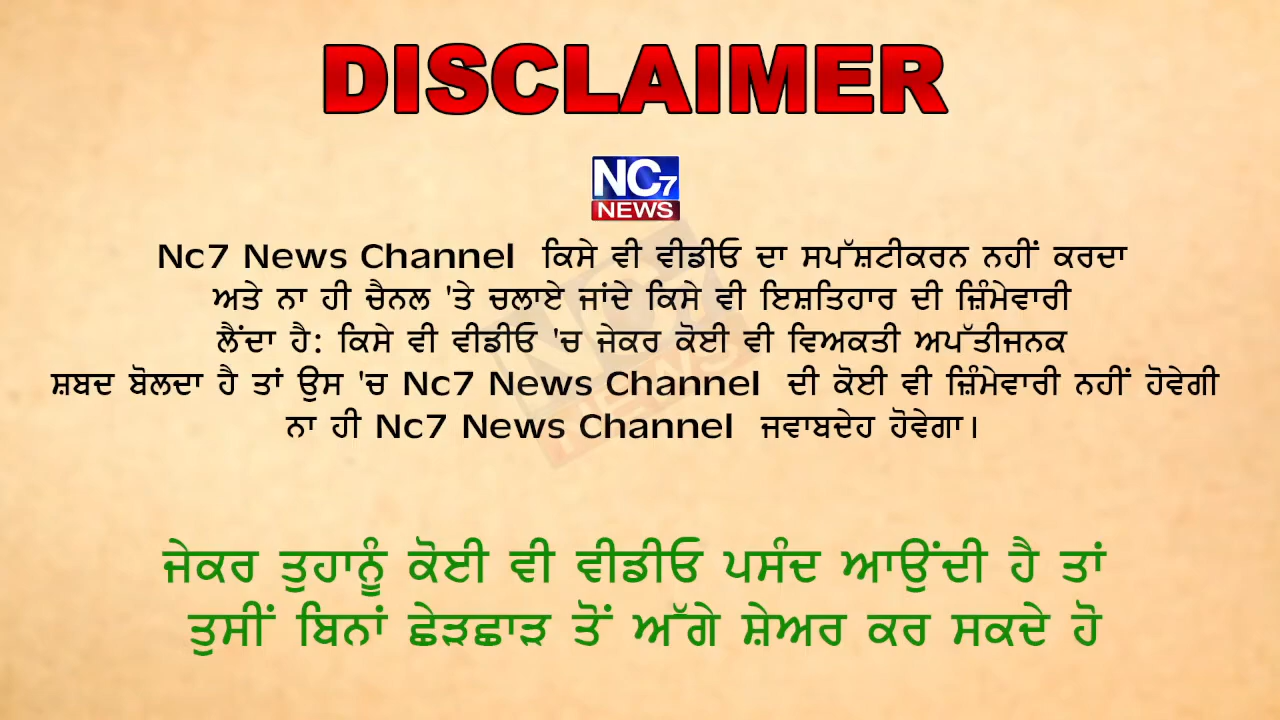 DISCLAIMER
NC7
NEWS
Nc7 News Channel ਕਿਸੇ ਵੀ ਵੀਡੀਓ ਦਾ ਸਪੱਸ਼ਟੀਕਰਨ ਨਹੀਂ ਕਰਦਾ
ਅਤੇ ਨਾ ਹੀ ਚੈਨਲ 'ਤੇ ਚਲਾਏ ਜਾਂਦੇ ਕਿਸੇ ਵੀ ਇਸ਼ਤਿਹਾਰ ਦੀ ਜ਼ਿੰਮੇਵਾਰੀ
ਲੈਂਦਾ ਹੈ: ਕਿਸੇ ਵੀ ਵੀਡੀਓ 'ਚ ਜੇਕਰ ਕੋਈ ਵੀ ਵਿਅਕਤੀ ਅਪੱਤੀਜਨਕ
ਸ਼ਬਦ ਬੋਲਦਾ ਹੈ ਤਾਂ ਉਸ 'ਚ Nc7 News Channel ਦੀ ਕੋਈ ਵੀ ਜ਼ਿੰਮੇਵਾਰੀ ਨਹੀਂ ਹੋਵੇਗੀ
ਨਾ ਹੀ Nc7 News Channel ਜਵਾਬਦੇਹ ਹੋਵੇਗਾ।
ਜੇਕਰ ਤੁਹਾਨੂੰ ਕੋਈ ਵੀ ਵੀਡੀਓ ਪਸੰਦ ਆਉਂਦੀ ਹੈ ਤਾਂ
ਤੁਸੀਂ ਬਿਨਾਂ ਛੇੜਛਾੜ ਤੋਂ ਅੱਗੇ ਸ਼ੇਅਰ ਕਰ ਸਕਦੇ ਹੋ